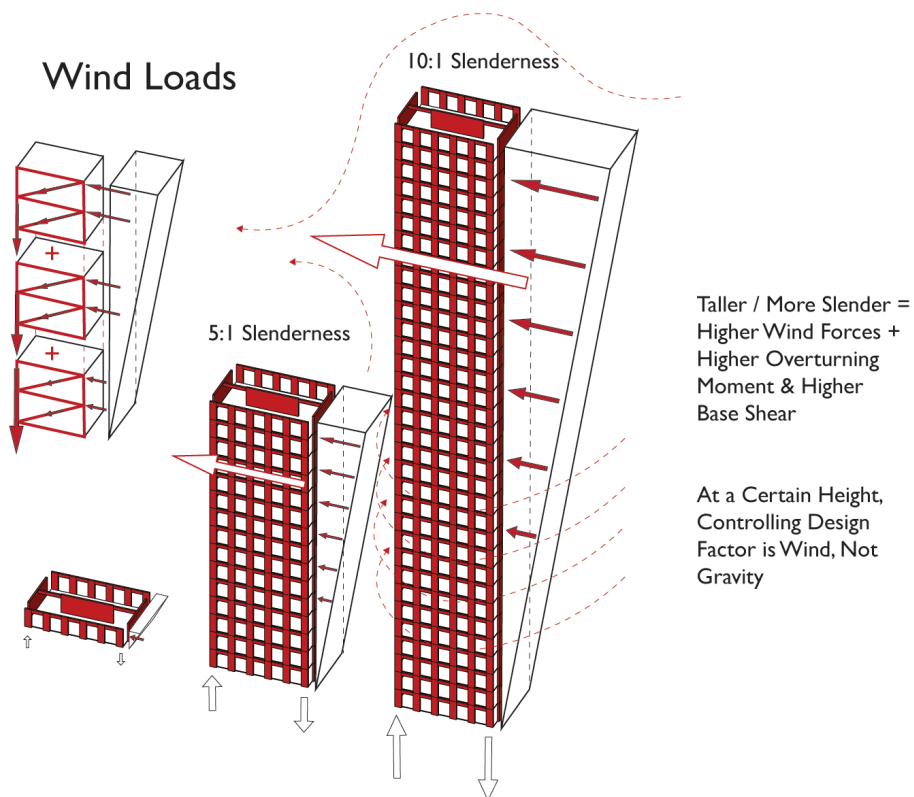 Wind Loads
10:1 Slenderness
+
+
5:1 Slenderness
Taller / More Slender =
Higher Wind Forces +
Higher Overturning
Moment & Higher
Base Shear
At a Certain Height,
Controlling Design
Factor is Wind, Not
Gravity